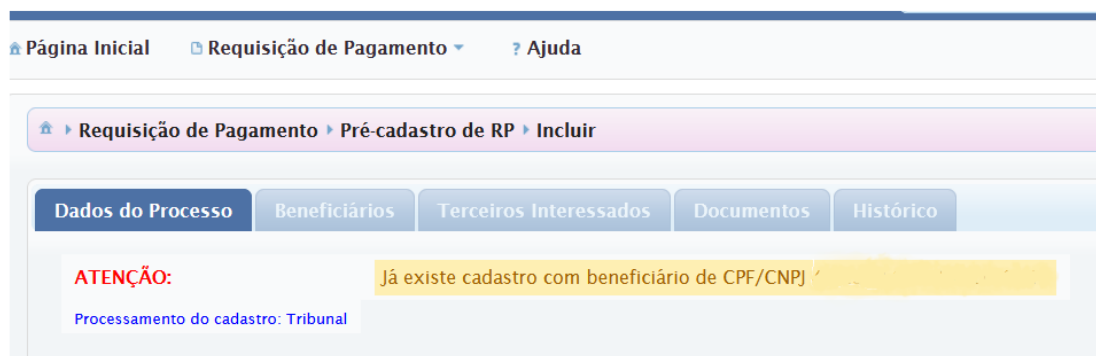 Página Inicial Requisição de Pagamento ? Ajuda
Requisição de Pagamento Pré-cadastro de RP Incluir
Dados do Processo Beneficiários Terceiros Interessados Documentos Histórico
ATENÇÃO: Já existe cadastro com beneficiário de CPF/CNPJ
Processamento do cadastro: Tribunal